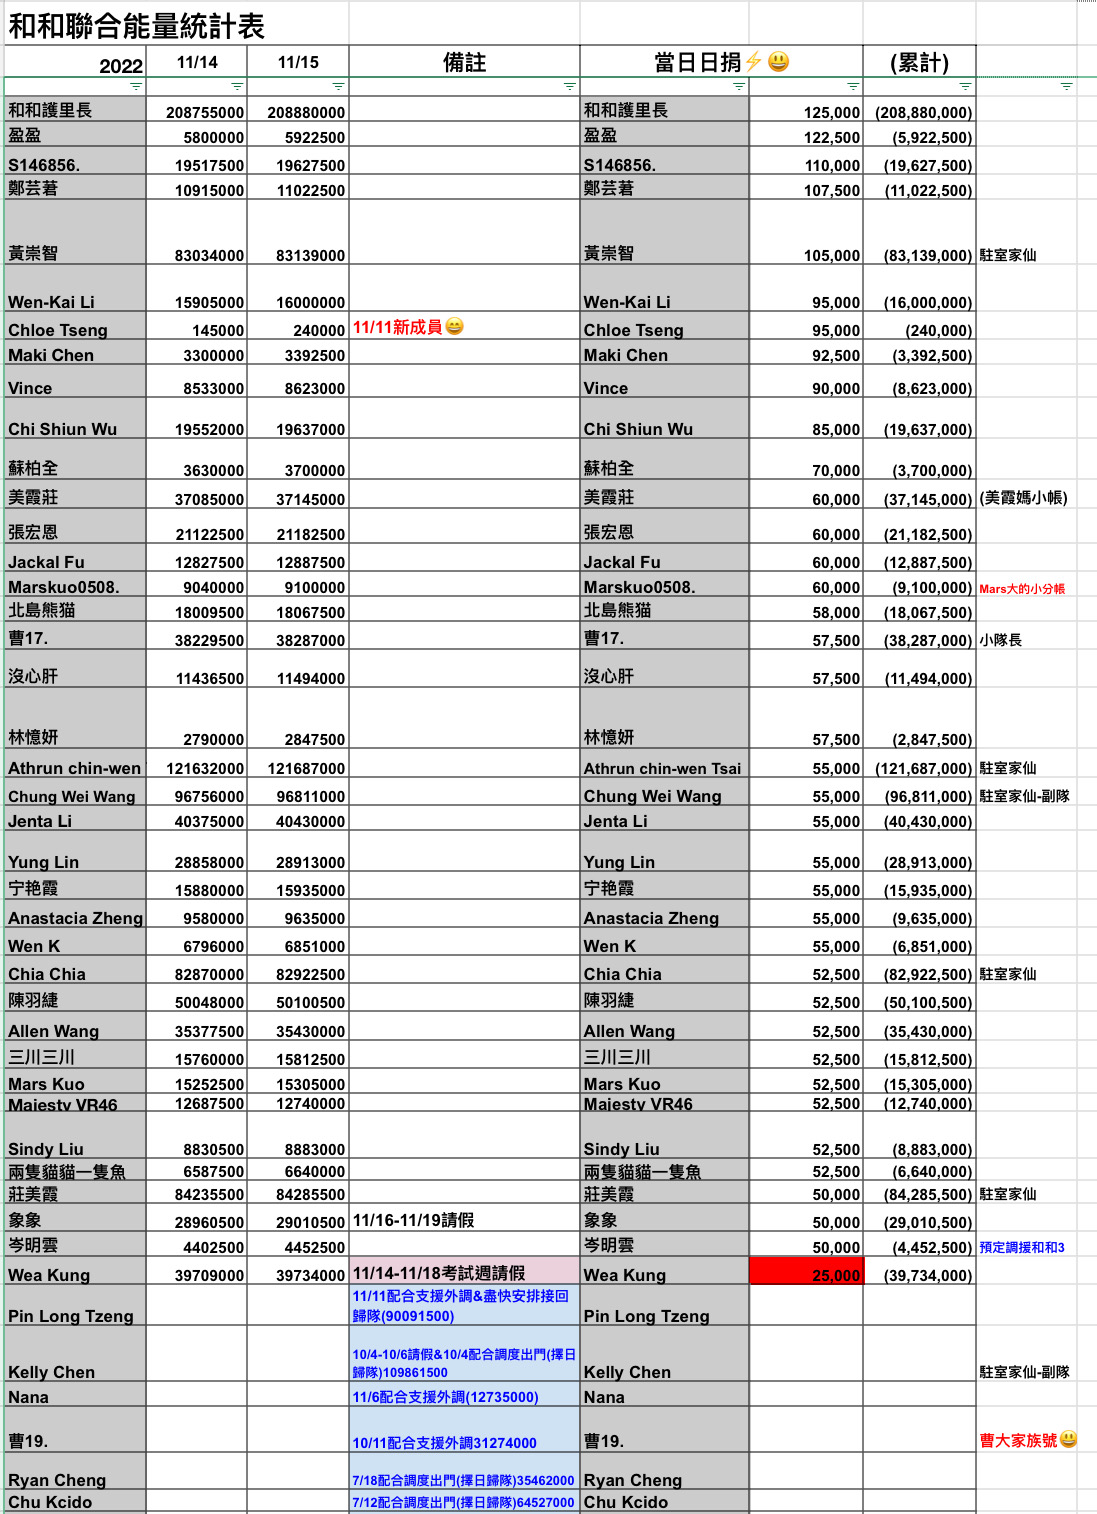 和和聯合能量統計表
2022 11/14 11/15 備註 當日日捐⚡😃 (累計)
和和護里長 208755000 208880000 和和護里長 125,000 (208,880,000)
盈盈 5800000 5922500 盈盈 122,500 (5,922,500)
S146856. 19517500 19627500 S146856. 110,000 (19,627,500)
鄭芸蓍 10915000 11022500 鄭芸蓍 107,500 (11,022,500)
黃崇智 83034000 83139000 黃崇智 105,000 (83,139,000) 駐室家仙
Wen-Kai Li 15905000 16000000 Wen-Kai Li 95,000 (16,000,000)
Chloe Tseng 145000 240000 11/11新成員😄 Chloe Tseng 95,000 (240,000)
Maki Chen 3300000 3392500 Maki Chen 92,500 (3,392,500)
Vince 8533000 8623000 Vince 90,000 (8,623,000)
Chi Shiun Wu 19552000 19637000 Chi Shiun Wu 85,000 (19,637,000)
蘇柏全 3630000 3700000 蘇柏全 70,000 (3,700,000)
美霞莊 37085000 37145000 美霞莊 60,000 (37,145,000) (美霞媽小帳)
張宏恩 21122500 21182500 張宏恩 60,000 (21,182,500)
Jackal Fu 12827500 12887500 Jackal Fu 60,000 (12,887,500)
Marskuo0508. 9040000 9100000 Marskuo0508. 60,000 (9,100,000) Mars大的小分帳
北島熊猫 18009500 18067500 北島熊猫 58,000 (18,067,500)
曹17. 38229500 38287000 曹17. 57,500 (38,287,000) 小隊長
沒心肝 11436500 11494000 沒心肝 57,500 (11,494,000)
林憶妍 2790000 2847500 林憶妍 57,500 (2,847,500)
Athrun chin-wen 121632000 121687000 Athrun chin-wen Tsai 55,000 (121,687,000) 駐室家仙
Chung Wei Wang 96756000 96811000 Chung Wei Wang 55,000 (96,811,000) 駐室家仙-副隊
Jenta Li 40375000 40430000 Jenta Li 55,000 (40,430,000)
Yung Lin 28858000 28913000 Yung Lin 55,000 (28,913,000)
宁艳霞 15880000 15935000 宁艳霞 55,000 (15,935,000)
Anastacia Zheng 9580000 9635000 Anastacia Zheng 55,000 (9,635,000)
Wen K 6796000 6851000 Wen K 55,000 (6,851,000)
Chia Chia 82870000 82922500 Chia Chia 52,500 (82,922,500) 駐室家仙
陳羽緁 50048000 50100500 陳羽緁 52,500 (50,100,500)
Allen Wang 35377500 35430000 Allen Wang 52,500 (35,430,000)
三川三川 15760000 15812500 三川三川 52,500 (15,812,500)
Mars Kuo 15252500 15305000 Mars Kuo 52,500 (15,305,000)
Majesty VR46 12687500 12740000 Majesty VR46 52,500 (12,740,000)
Sindy Liu 8830500 8883000 Sindy Liu 52,500 (8,883,000)
兩隻貓貓一隻魚 6587500 6640000 兩隻貓貓一隻魚 52,500 (6,640,000)
莊美霞 84235500 84285500 莊美霞 50,000 (84,285,500) 駐室家仙
象象 28960500 29010500 11/16-11/19請假 象象 50,000 (29,010,500)
岑明雲 4402500 4452500 岑明雲 50,000 (4,452,500) 預定調援和和3
Wea Kung 39709000 39734000 11/14-11/18考試週請假 Wea Kung 25,000 (39,734,000)
11/11配合支援外調&盡快安排接回
Pin Long Tzeng 歸隊(90091500) Pin Long Tzeng
10/4-10/6請假&10/4配合調度出門(擇日
Kelly Chen 歸隊)109861500 Kelly Chen 駐室家仙-副隊
Nana 11/6配合支援外調(12735000) Nana
曹19. 10/11配合支援外調31274000 曹19. 曹大家族號😃
Ryan Cheng 7/18配合調度出門(擇日歸隊)35462000 Ryan Cheng
Chu Kcido 7/12配合調度出門(擇日歸隊)64527000 Chu Kcido